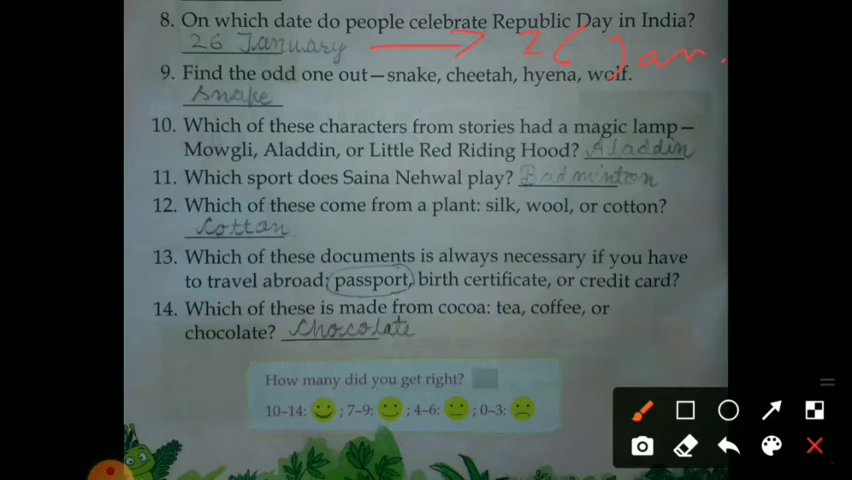 8. On which date do people celebrate Republic Day in India?
26 January 26 Jan.
9. Find the odd one out—snake, cheetah, hyena, wolf.
Snake
10. Which of these characters from stories had a magic lamp—
Mowgli, Aladdin, or Little Red Riding Hood? Aladdin
11. Which sport does Saina Nehwal play? Badminton
12. Which of these come from a plant: silk, wool, or cotton?
Cottan
13. Which of these documents is always necessary if you have
to travel abroad: passport, birth certificate, or credit card?
14. Which of these is made from cocoa: tea, coffee, or
chocolate? Chocolate
How many did you get right?
10–14: ; 7–9: ; 4–6: ; 0–3: